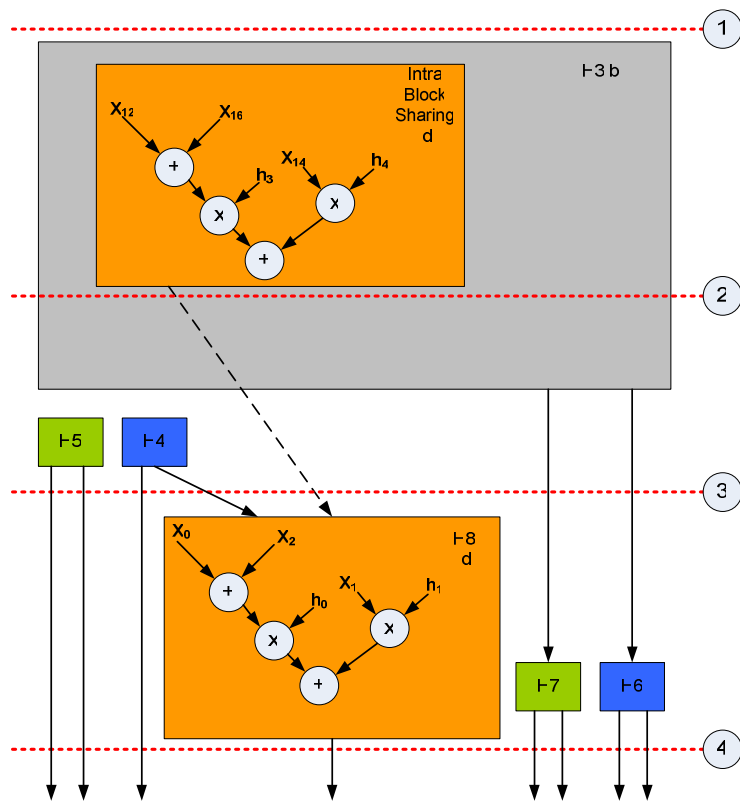 1
Intra
Block
Sharing
d
H3 b
X12 X16
+
h3 X14 h4
x x
+
2
H5 H4
3
X0 X2
H8
d
+
h0 X1 h1
x x
+
H7 H6
4